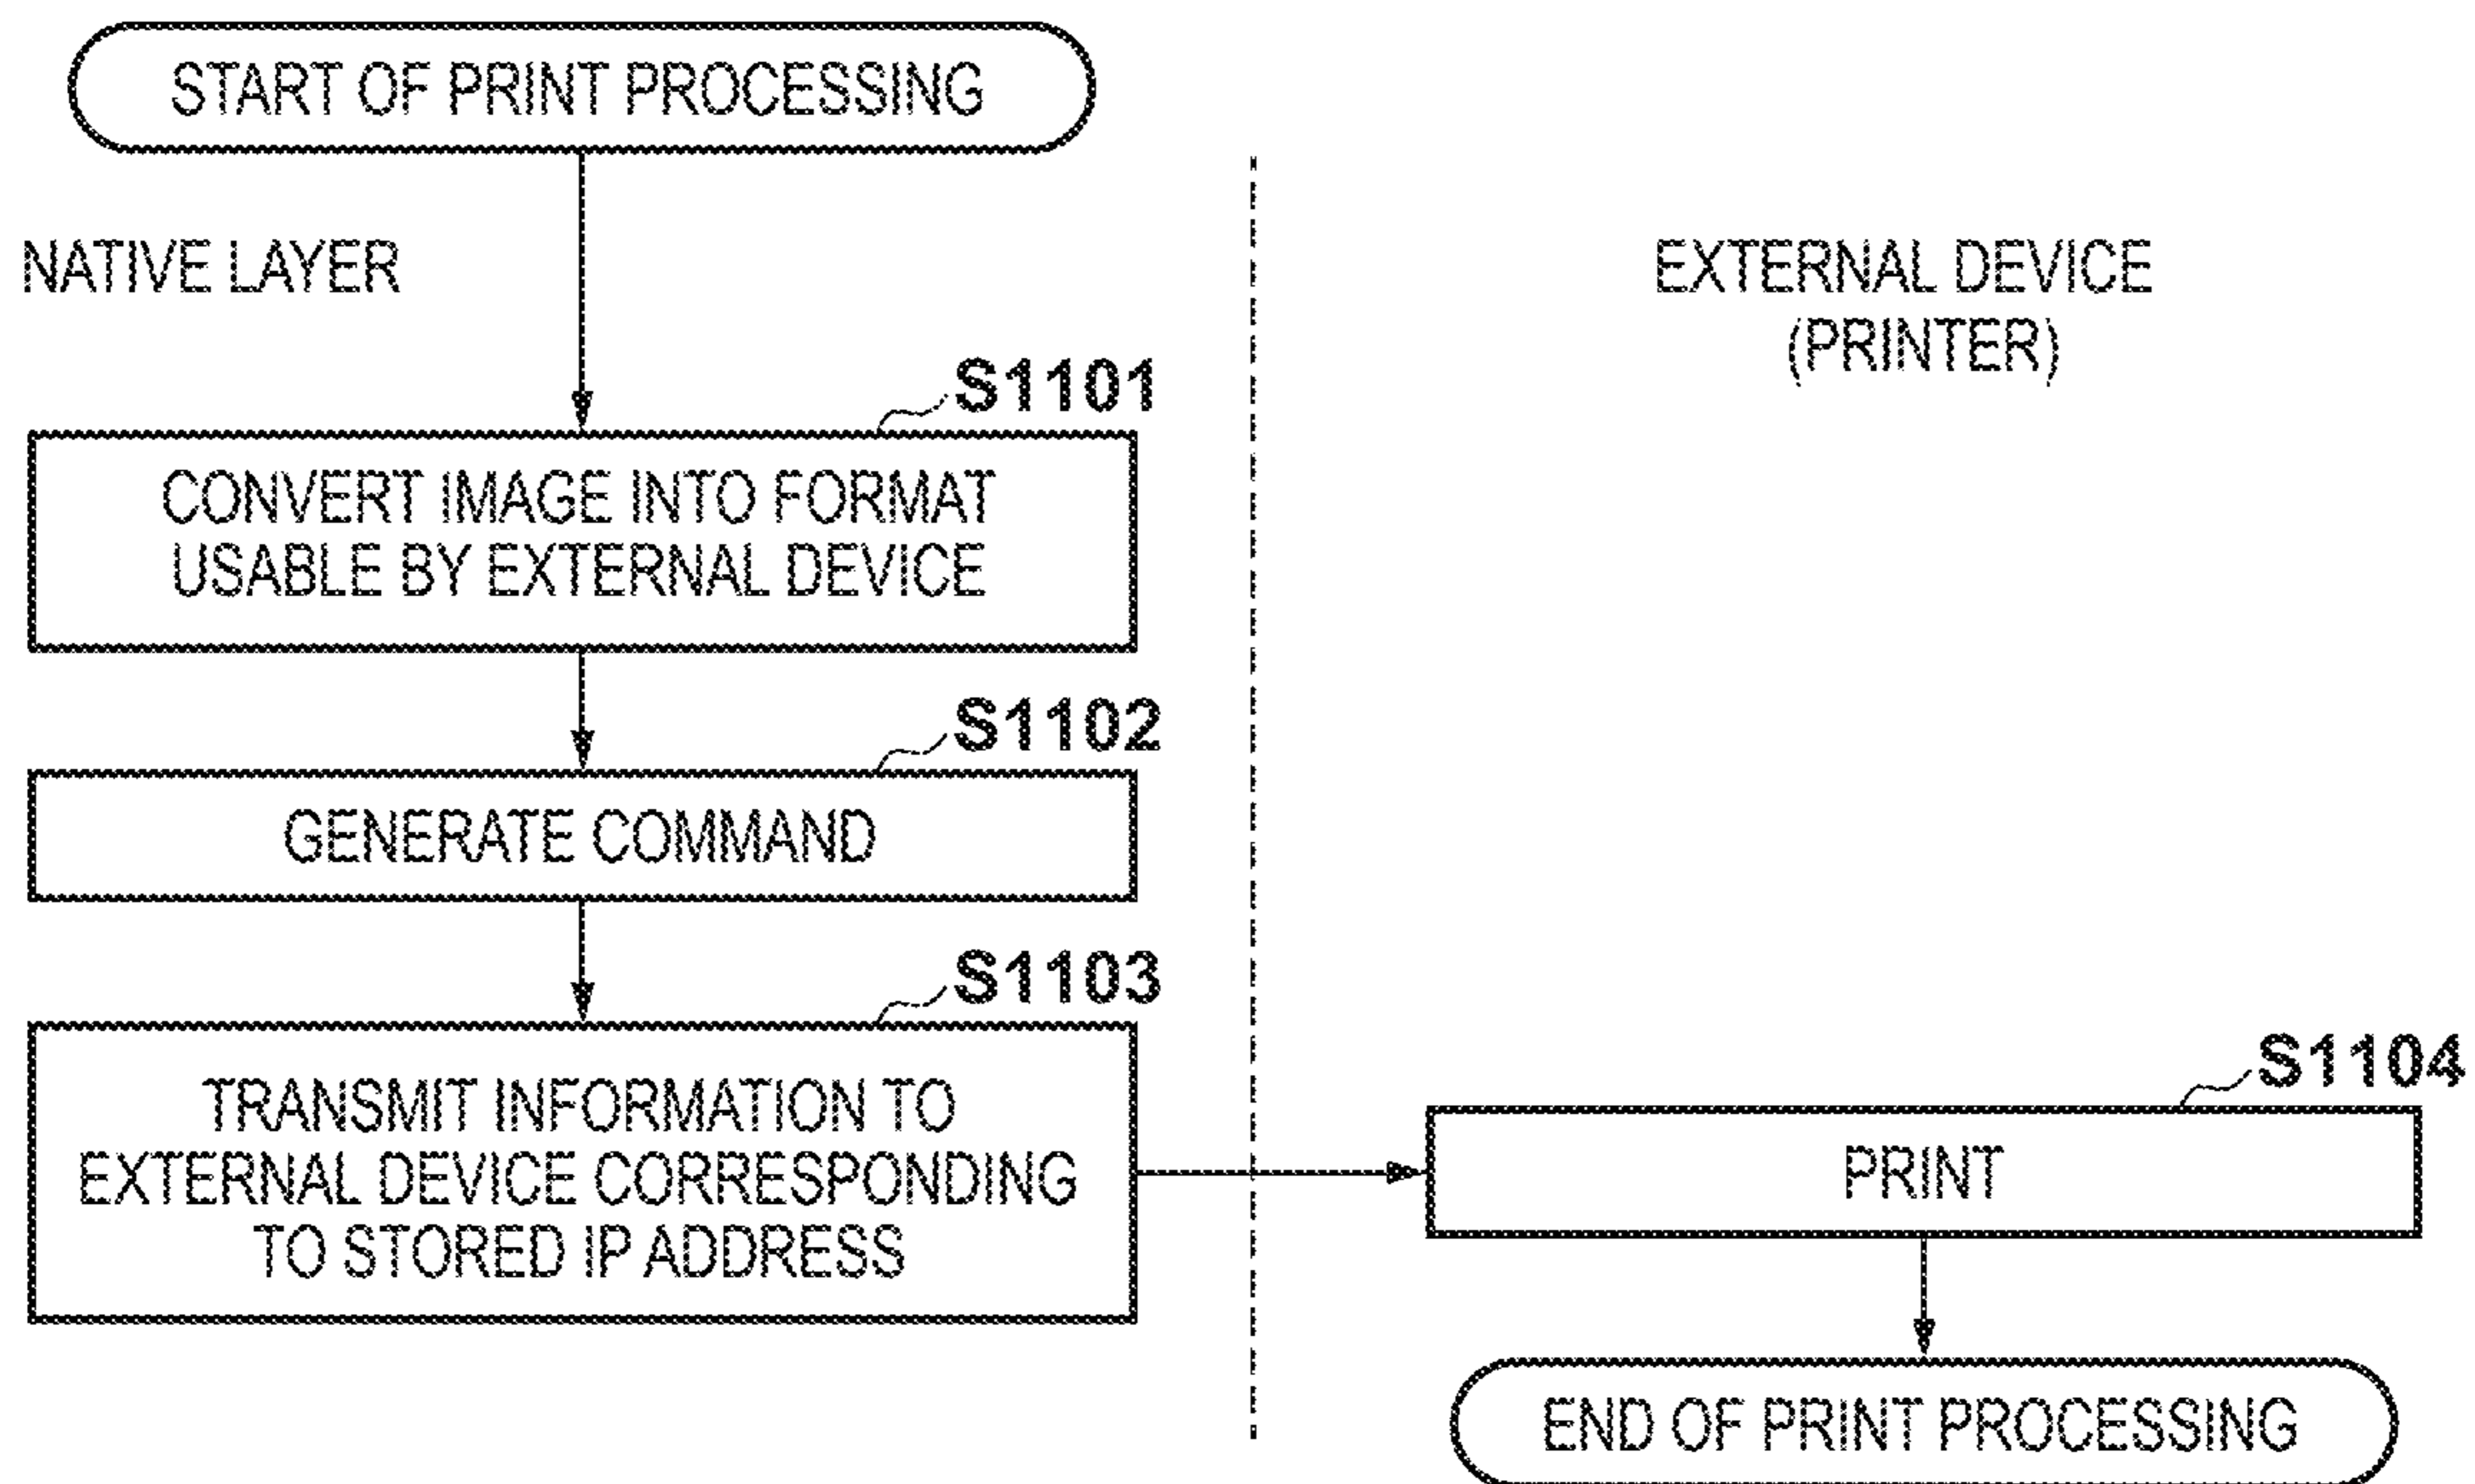 START OF PRINT PROCESSING
NATIVE LAYER
EXTERNAL DEVICE
(PRINTER)
S1101
CONVERT IMAGE INTO FORMAT
USABLE BY EXTERNAL DEVICE
S1102
GENERATE COMMAND
S1103
TRANSMIT INFORMATION TO
EXTERNAL DEVICE CORRESPONDING
TO STORED IP ADDRESS
S1104
PRINT
END OF PRINT PROCESSING